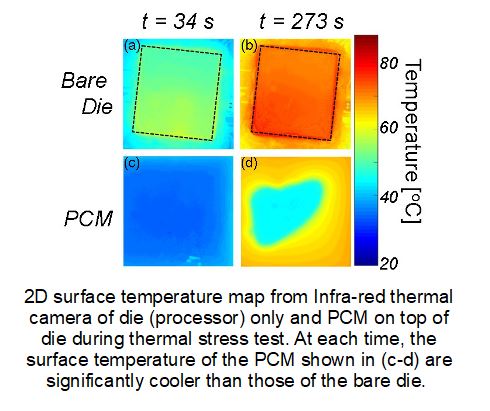 t = 34 s t = 273 s
(a) (b)
Bare
Die
(c) (d)
PCM
80
60
40
20
Temperature [ºC]
2D surface temperature map from Infra-red thermal
camera of die (processor) only and PCM on top of
die during thermal stress test. At each time, the
surface temperature of the PCM shown in (c-d) are
significantly cooler than those of the bare die.